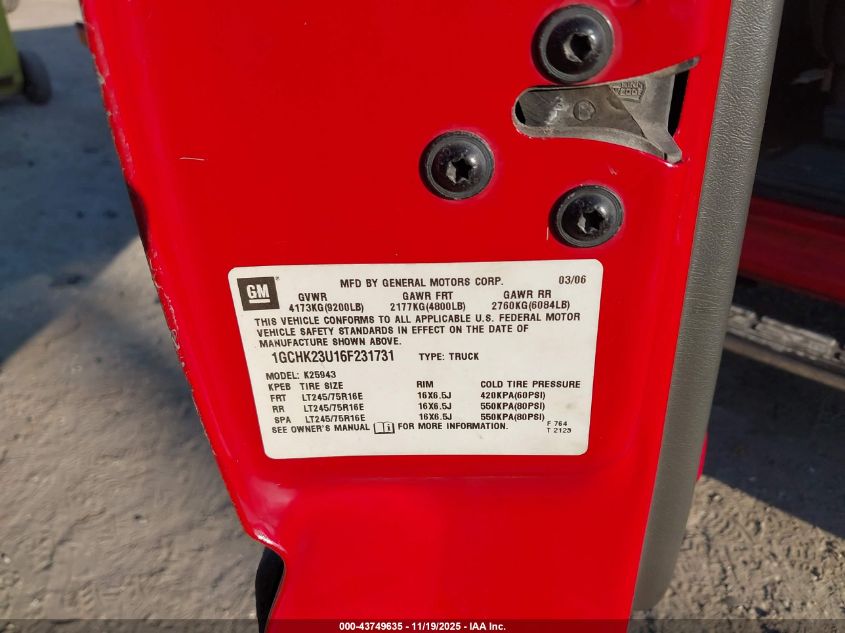 GM
MFD BY GENERAL MOTORS CORP. 03/06
GVWR GAWR FRT GAWR RR
4173KG(9200LB) 2177KG(4800LB) 2760KG(6084LB)
THIS VEHICLE CONFORMS TO ALL APPLICABLE U.S. FEDERAL MOTOR
VEHICLE SAFETY STANDARDS IN EFFECT ON THE DATE OF
MANUFACTURE SHOWN ABOVE.
1GCHK23U16F231731 TYPE: TRUCK
MODEL: K25943
KPEB TIRE SIZE RIM COLD TIRE PRESSURE
FRT LT245/75R16E 16X6.5J 420KPA(60PSI)
RR LT245/75R16E 16X6.5J 550KPA(80PSI)
SPA LT245/75R16E 16X6.5J 550KPA(80PSI)
SEE OWNER'S MANUAL FOR MORE INFORMATION.
F 764
T 2123
000-43749635 - 11/19/2025 - IAA Inc.